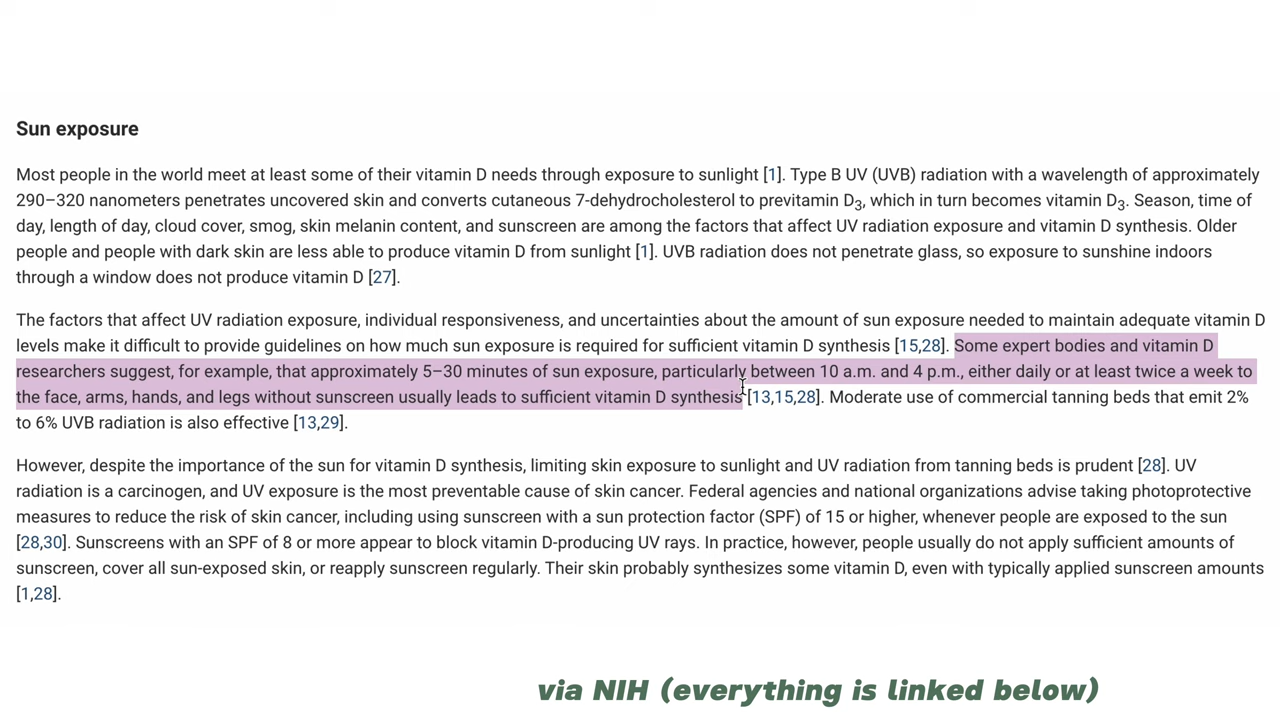 Sun exposure
Most people in the world meet at least some of their vitamin D needs through exposure to sunlight [1]. Type B UV (UVB) radiation with a wavelength of approximately
290–320 nanometers penetrates uncovered skin and converts cutaneous 7-dehydrocholesterol to previtamin D3, which in turn becomes vitamin D3. Season, time of
day, length of day, cloud cover, smog, skin melanin content, and sunscreen are among the factors that affect UV radiation exposure and vitamin D synthesis. Older
people and people with dark skin are less able to produce vitamin D from sunlight [1]. UVB radiation does not penetrate glass, so exposure to sunshine indoors
through a window does not produce vitamin D [27].
The factors that affect UV radiation exposure, individual responsiveness, and uncertainties about the amount of sun exposure needed to maintain adequate vitamin D
levels make it difficult to provide guidelines on how much sun exposure is required for sufficient vitamin D synthesis [15,28]. Some expert bodies and vitamin D
researchers suggest, for example, that approximately 5–30 minutes of sun exposure, particularly between 10 a.m. and 4 p.m., either daily or at least twice a week to
the face, arms, hands, and legs without sunscreen usually leads to sufficient vitamin D synthesis [13,15,28]. Moderate use of commercial tanning beds that emit 2%
to 6% UVB radiation is also effective [13,29].
However, despite the importance of the sun for vitamin D synthesis, limiting skin exposure to sunlight and UV radiation from tanning beds is prudent [28]. UV
radiation is a carcinogen, and UV exposure is the most preventable cause of skin cancer. Federal agencies and national organizations advise taking photoprotective
measures to reduce the risk of skin cancer, including using sunscreen with a sun protection factor (SPF) of 15 or higher, whenever people are exposed to the sun
[28,30]. Sunscreens with an SPF of 8 or more appear to block vitamin D-producing UV rays. In practice, however, people usually do not apply sufficient amounts of
sunscreen, cover all sun-exposed skin, or reapply sunscreen regularly. Their skin probably synthesizes some vitamin D, even with typically applied sunscreen amounts
[1,28].
via NIH (everything is linked below)